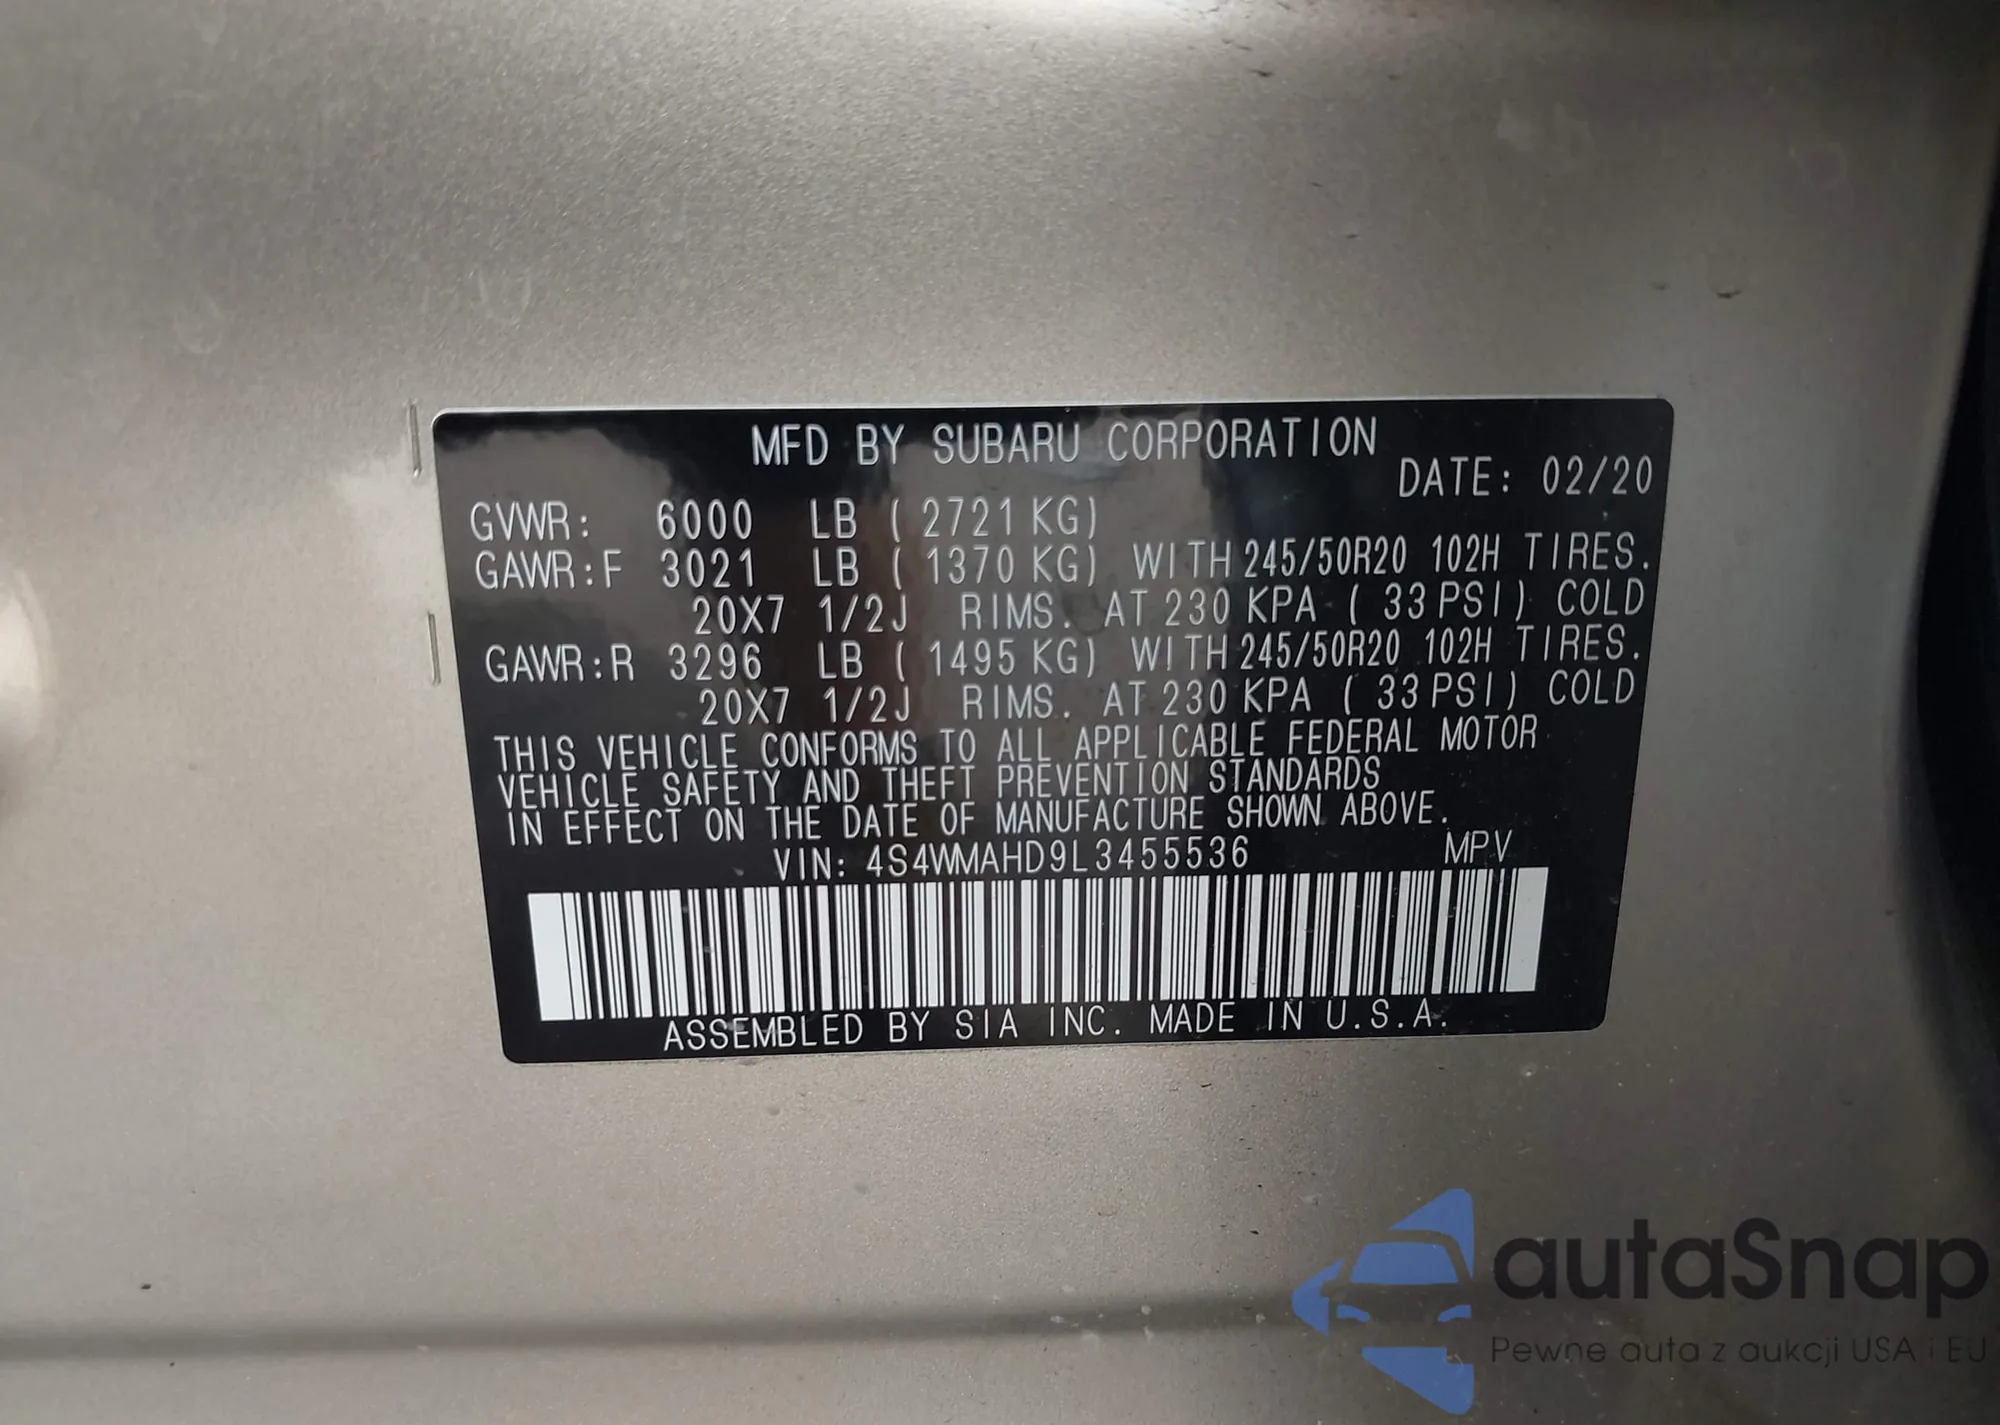 MFD BY SUBARU CORPORATION
DATE: 02/20
GVWR: 6000 LB (2721 KG)
GAWR:F 3021 LB (1370 KG) WITH 245/50R20 102H TIRES.
20X7 1/2J RIMS. AT 230 KPA (33 PSI) COLD
GAWR:R 3296 LB (1495 KG) WITH 245/50R20 102H TIRES.
20X7 1/2J RIMS. AT 230 KPA (33 PSI) COLD
THIS VEHICLE CONFORMS TO ALL APPLICABLE FEDERAL MOTOR
VEHICLE SAFETY AND THEFT PREVENTION STANDARDS
IN EFFECT ON THE DATE OF MANUFACTURE SHOWN ABOVE.
VIN: 4S4WMAHD9L3455536 MPV
ASSEMBLED BY SIA INC. MADE IN U.S.A.
autaSnap
Pewne auta z aukcji USA i EU